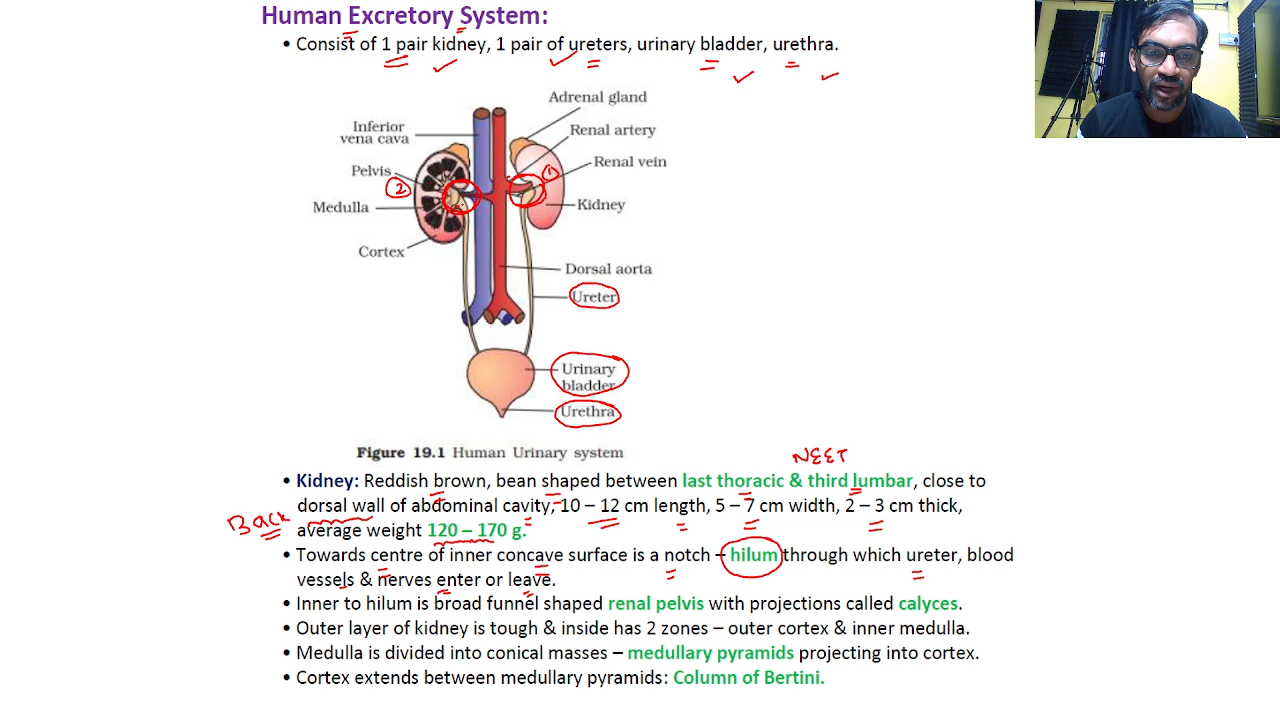 Human Excretory System:
• Consist of 1 pair kidney, 1 pair of ureters, urinary bladder, urethra.
Adrenal gland
Inferior
vena cava
Renal artery
Renal vein
Pelvis
2
1
Medulla
Kidney
Cortex
Dorsal aorta
Ureter
Urinary
bladder
Urethra
Figure 19.1 Human Urinary system
NEET
• Kidney: Reddish brown, bean shaped between last thoracic & third lumbar, close to
dorsal wall of abdominal cavity, 10 – 12 cm length, 5 – 7 cm width, 2 – 3 cm thick,
Back
average weight 120 – 170 g.
• Towards centre of inner concave surface is a notch – hilum through which ureter, blood
vessels & nerves enter or leave.
• Inner to hilum is broad funnel shaped renal pelvis with projections called calyces.
• Outer layer of kidney is tough & inside has 2 zones – outer cortex & inner medulla.
• Medulla is divided into conical masses – medullary pyramids projecting into cortex.
• Cortex extends between medullary pyramids: Column of Bertini.